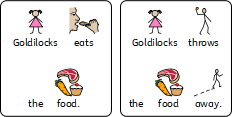 Goldilocks eats
the food.
Goldilocks throws
the food away.